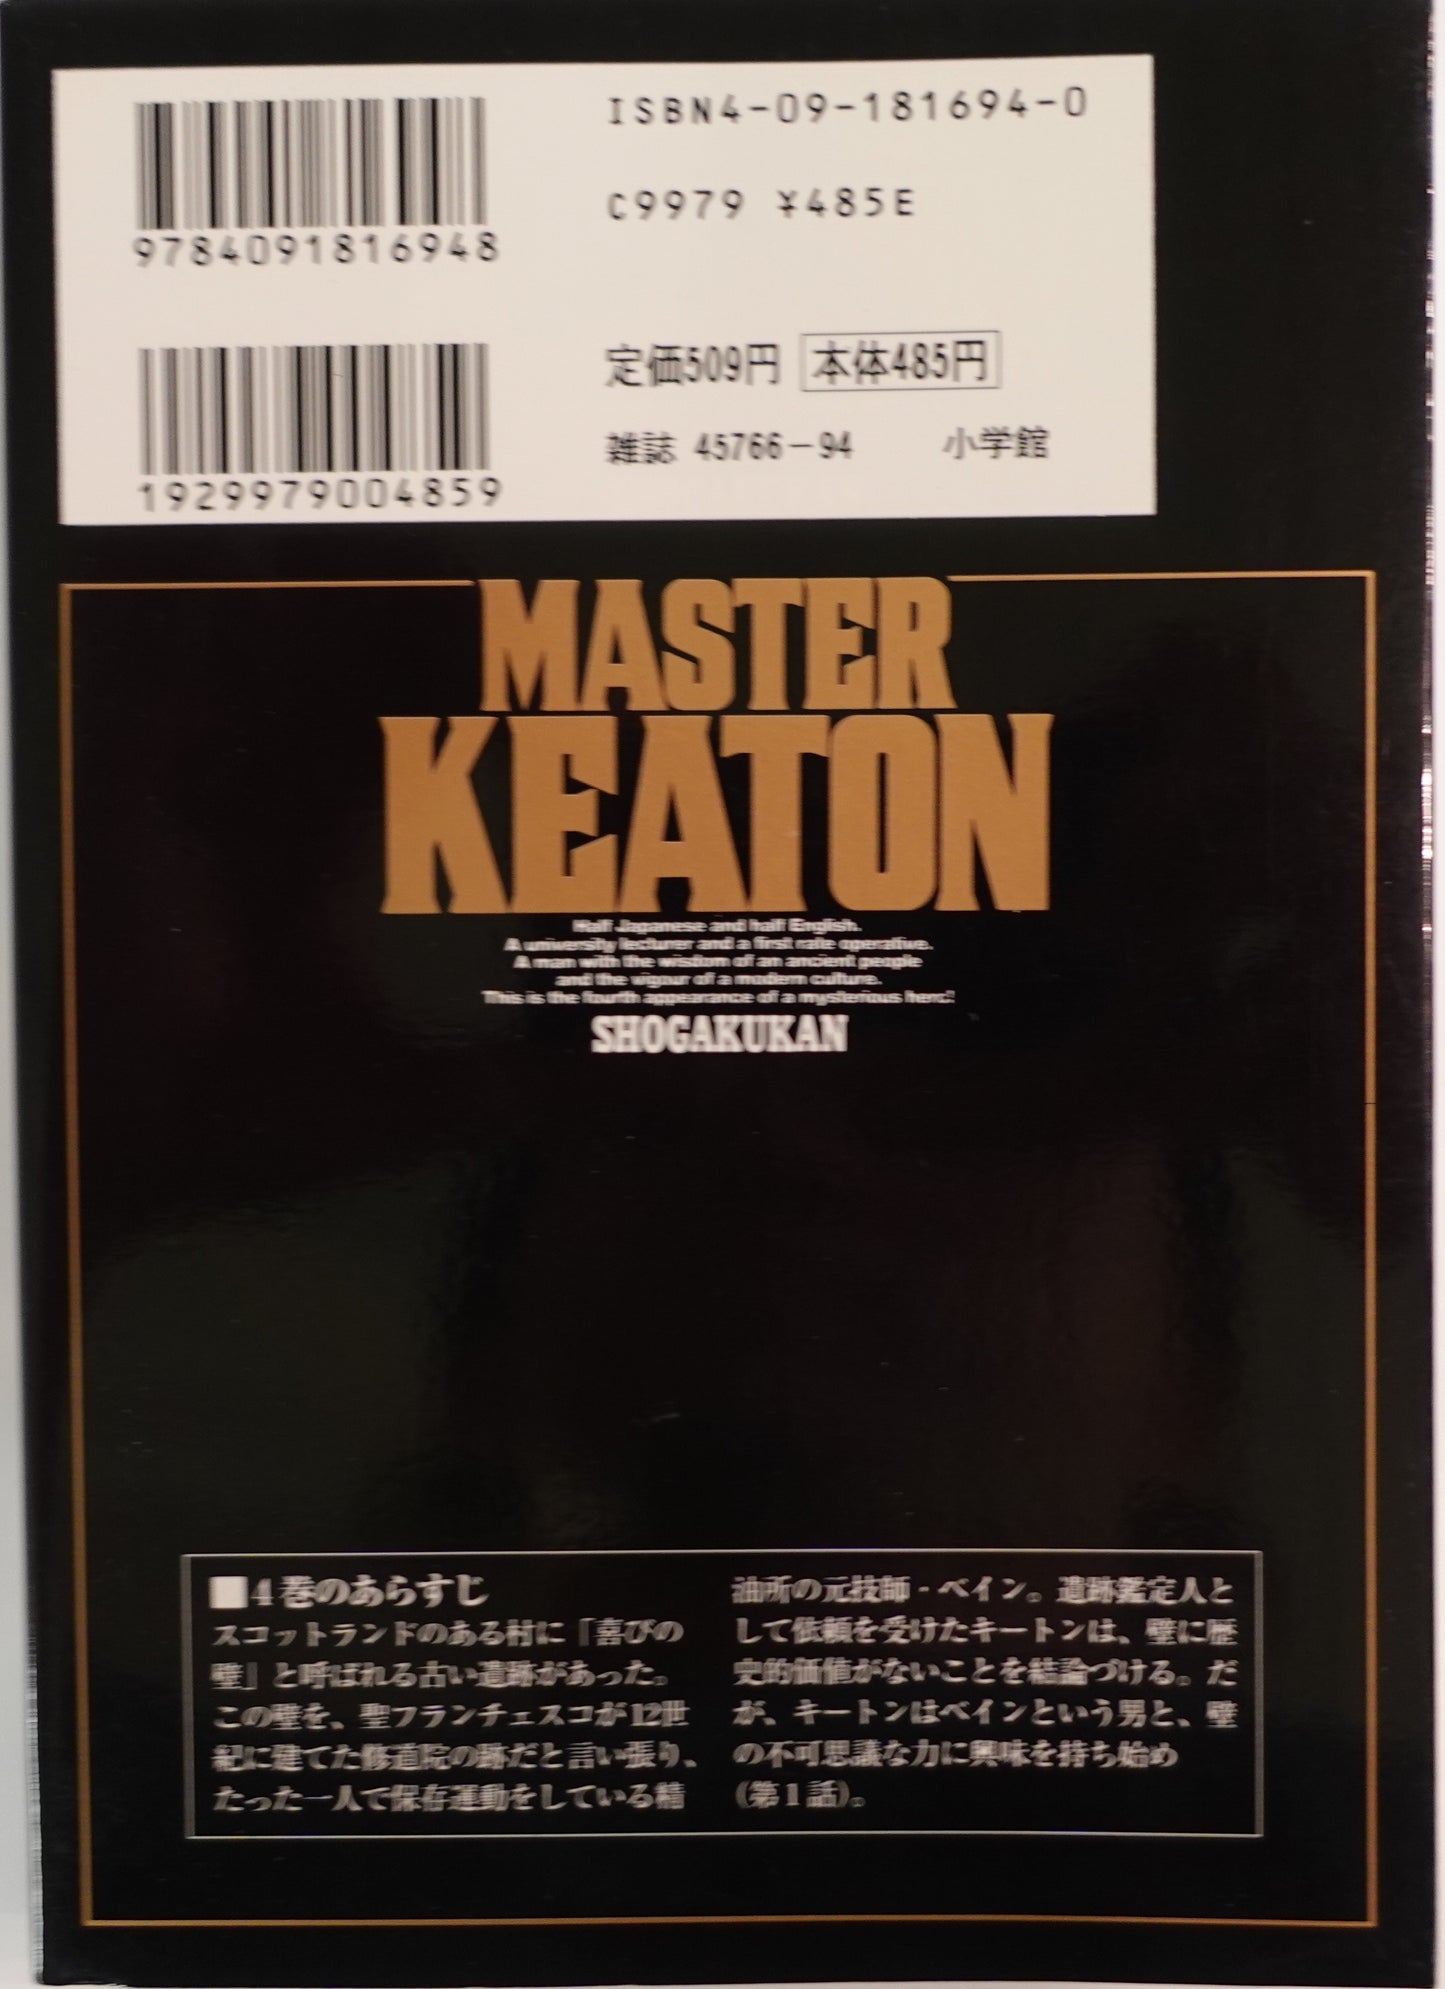 ISBN4-09-181694-0
C9979 ¥485E
9784091816948
定価509円 本体485円
雑誌 45766-94 小学館
1929979004859
MASTER
KEATON
Half Japanese and half English.
A university lecturer and a first rate operative.
A man with the wisdom of an ancient people
and the vigour of a modern culture.
This is the fourth appearance of a mysterious hero!
SHOGAKUKAN
■4巻のあらすじ
スコットランドのある村に『喜びの
壁』と呼ばれる古い遺跡があった。
この壁を、聖フランチェスコが12世
紀に建てた修道院の跡だと言い張り、
たった一人で保存運動をしている精
油所の元技師・ベイン。遺跡鑑定人と
して依頼を受けたキートンは、壁に歴
史的価値がないことを結論づける。だ
が、キートンはベインという男と、壁
の不可思議な力に興味を持ち始め
(第1話)。